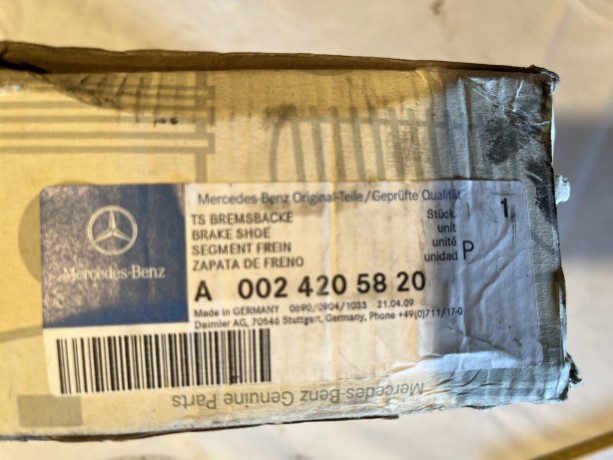 Mercedes-Benz Original-Teile/Geprüfte Qualität
Mercedes-Benz
TS BREMSBACKE
BRAKE SHOE
SEGMENT FREIN
ZAPATA DE FRENO
Stück
unit
unité
unidad
1
P
A 002 420 58 20
Made in GERMANY 0690/0904/1033 21.04.09
Daimler AG, 70546 Stuttgart, Germany, Phone +49(0)711/17-0
Mercedes-Benz Genuine Parts